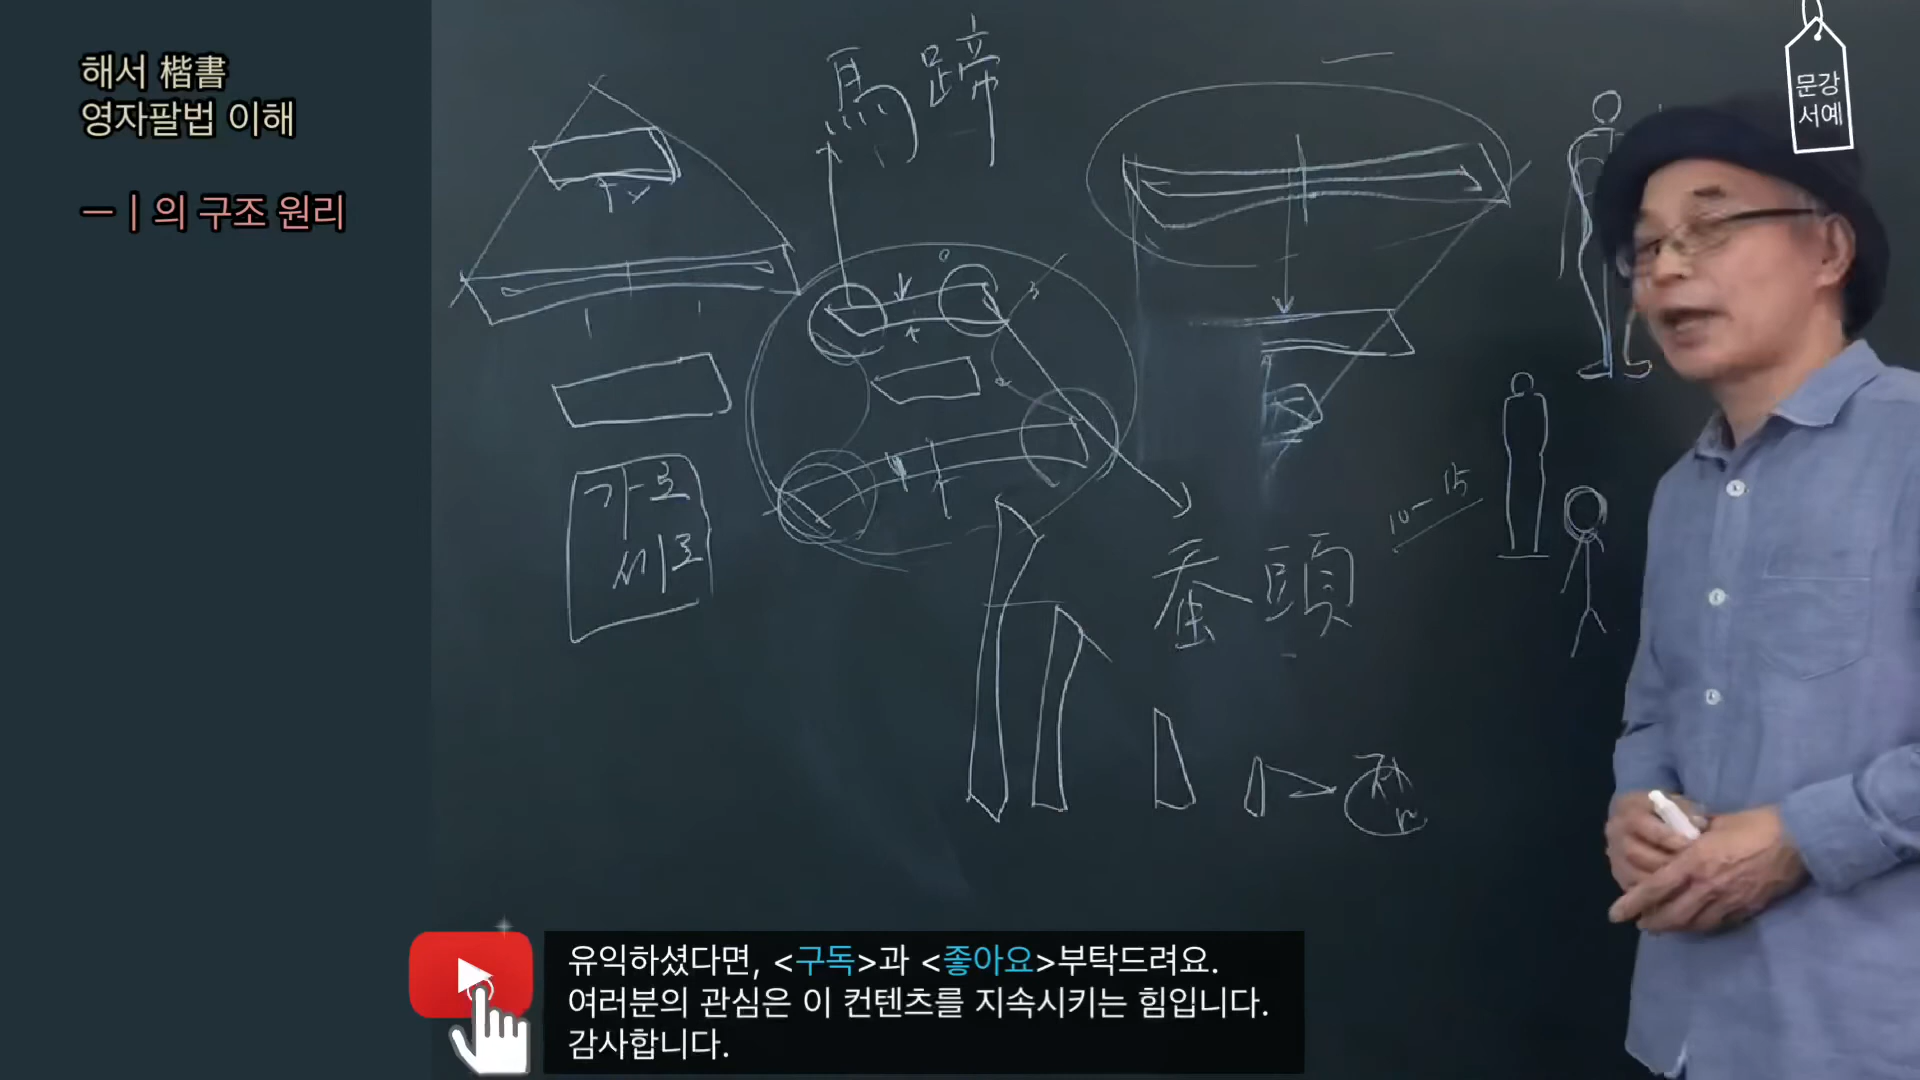 해서 楷書
영자팔법 이해
ㅡㅣ의 구조 원리
馬蹄
문강
서예
가로
세로
10-15
蚕頭
유익하셨다면, <구독>과 <좋아요>부탁드려요.
여러분의 관심은 이 컨텐츠를 지속시키는 힘입니다.
감사합니다.